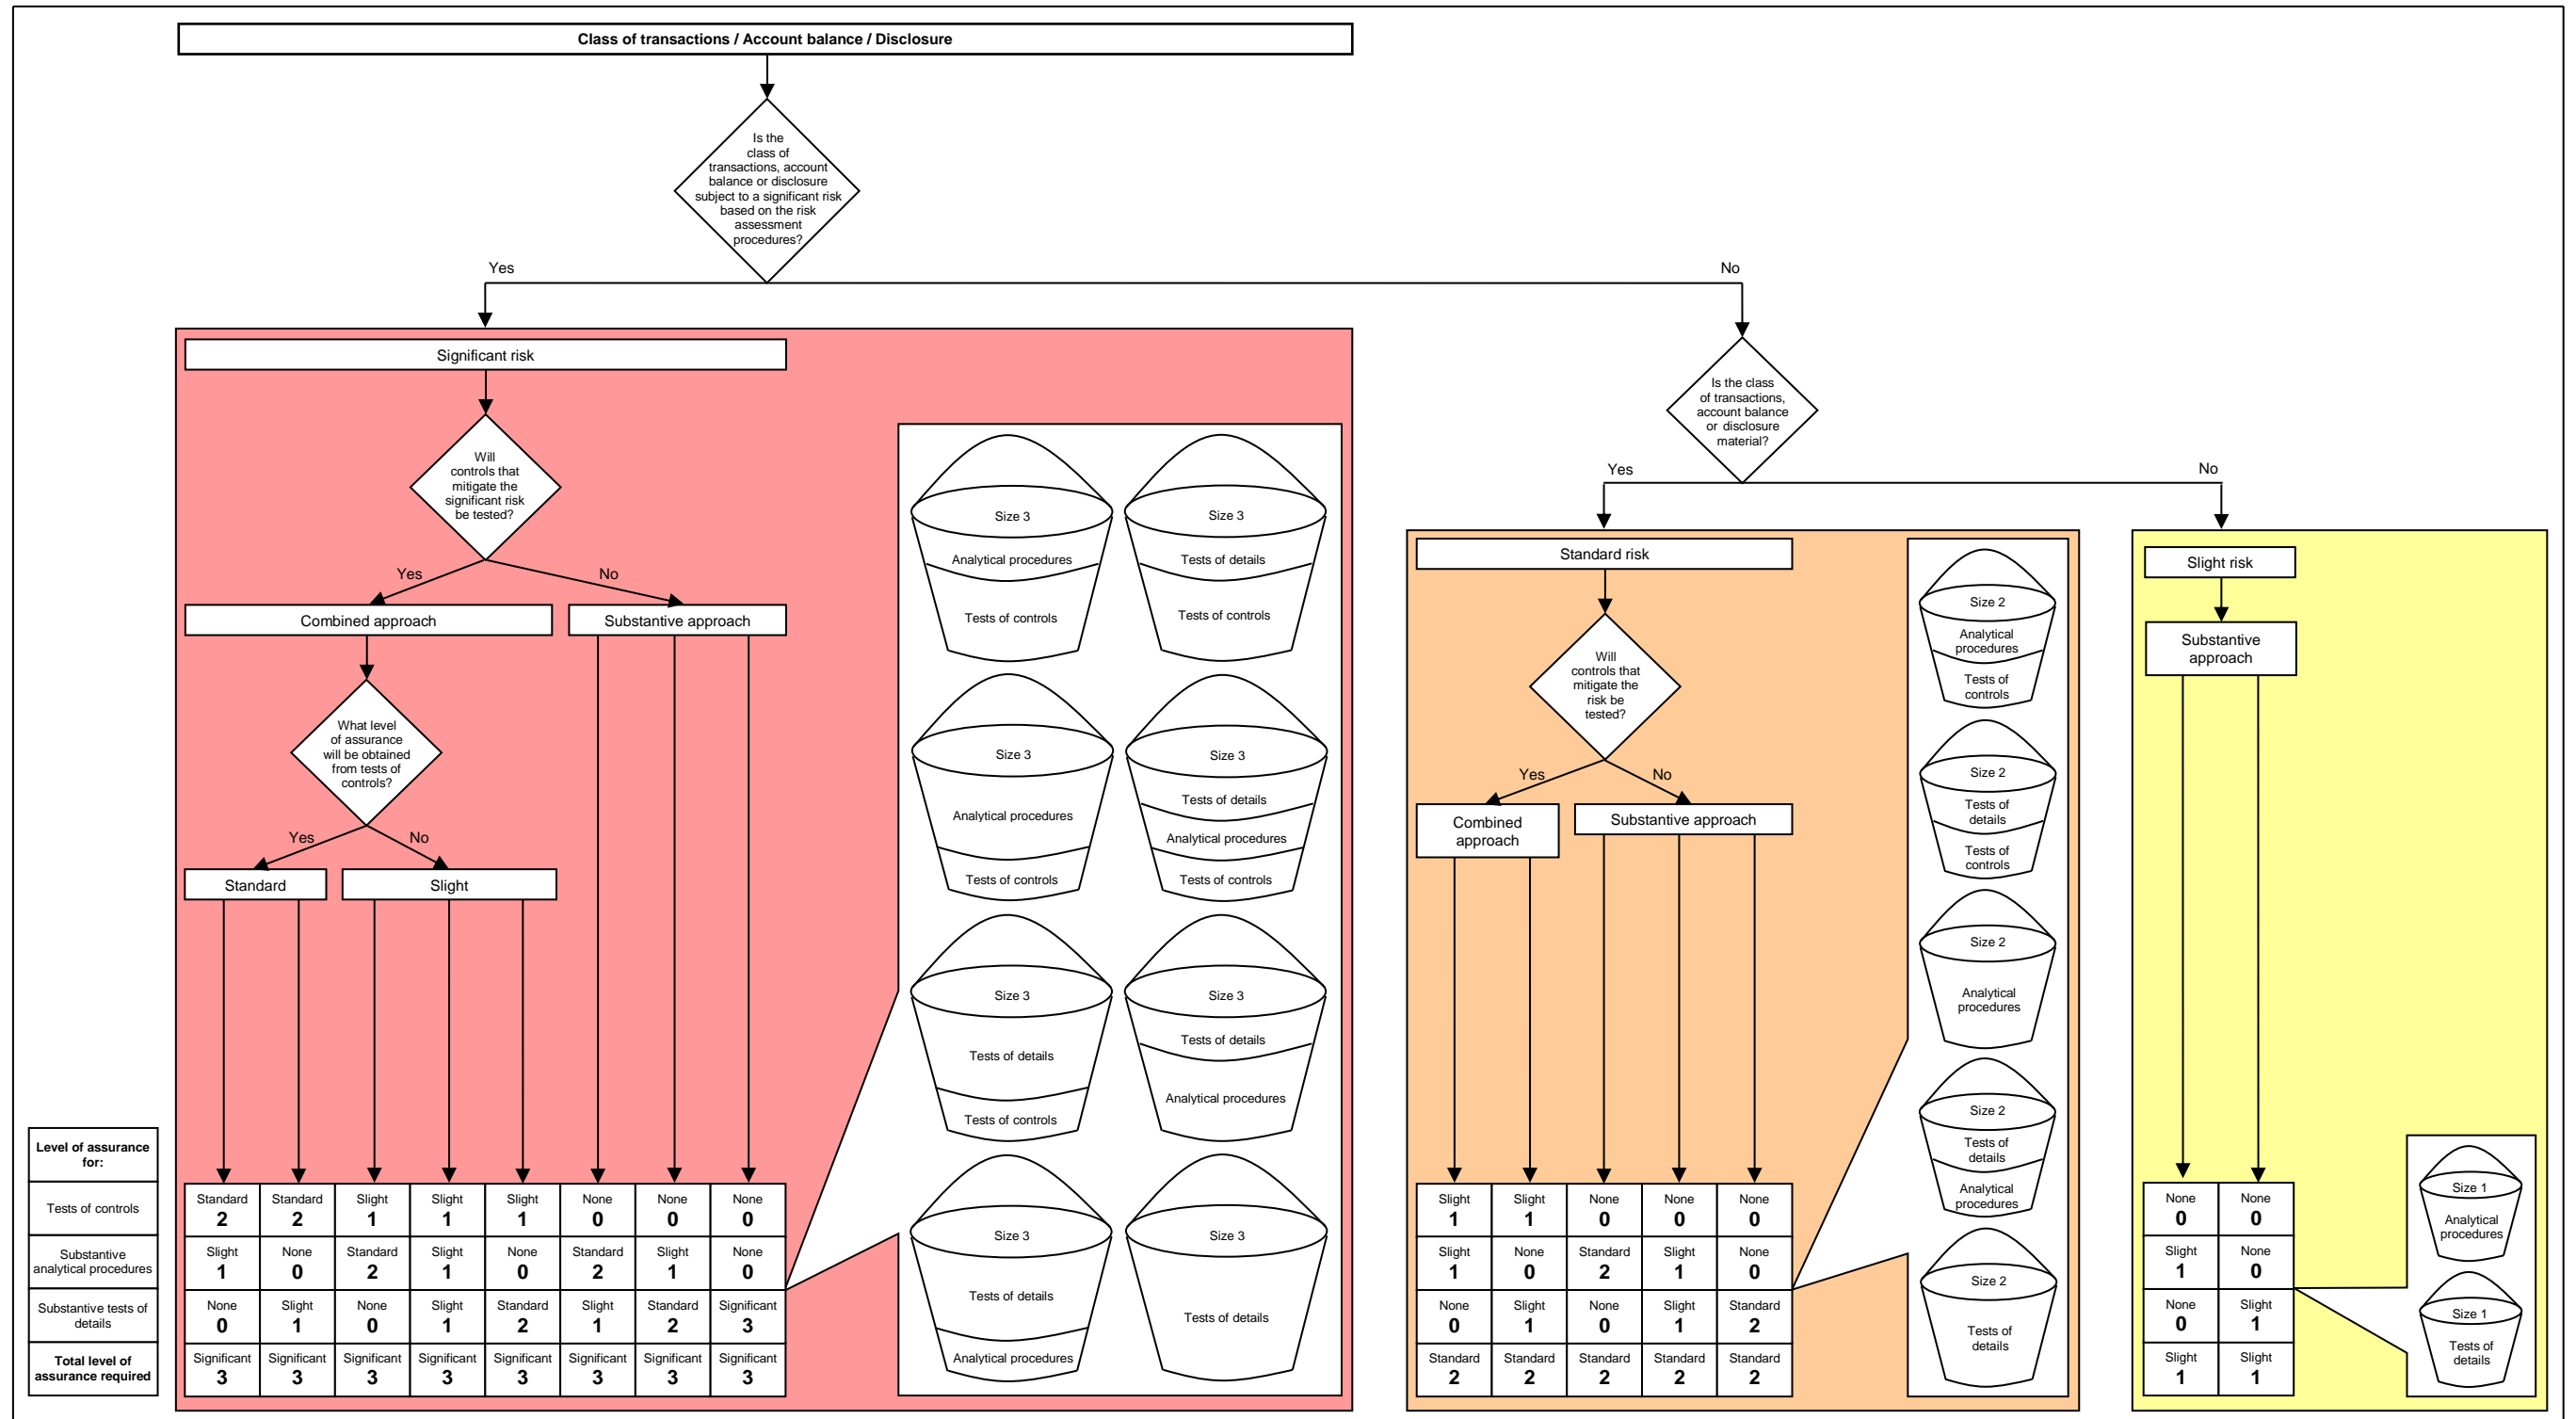 Class of transactions / Account balance / Disclosure
Is the
class of
transactions, account
balance or disclosure
subject to a significant risk
based on the risk
assessment
procedures?
Yes
No
Significant risk
Will
controls that
mitigate the
significant risk
be tested?
Yes
No
Combined approach
Substantive approach
What level
of assurance
will be obtained
from tests of
controls?
Yes
No
Standard
Slight
Size 3
Analytical procedures
Tests of controls
Size 3
Tests of details
Tests of controls
Size 3
Analytical procedures
Tests of controls
Size 3
Tests of details
Analytical procedures
Tests of controls
Size 3
Tests of details
Tests of controls
Size 3
Tests of details
Analytical procedures
Size 3
Tests of details
Analytical procedures
Size 3
Tests of details
Is the class
of transactions,
account balance
or disclosure
material?
Yes
No
Standard risk
Will
controls that
mitigate the
risk be
tested?
Yes
No
Combined
approach
Substantive approach
Size 2
Analytical
procedures
Tests of
controls
Size 2
Tests of
details
Tests of
controls
Size 2
Analytical
procedures
Size 2
Tests of
details
Analytical
procedures
Size 2
Tests of
details
Slight risk
Substantive
approach
Size 1
Analytical
procedures
Size 1
Tests of
details
Level of assurance
for:
Tests of controls
Standard Standard Slight Slight Slight None None None
2 2 1 1 1 0 0 0
Slight Slight None None None
1 1 0 0 0
None None
0 0
Substantive
analytical procedures
Slight None Standard Slight None Standard Slight None
1 0 2 1 0 2 1 0
Slight None Standard Slight None
1 0 2 1 0
Slight None
1 0
Substantive tests of
details
None Slight None Slight Standard Slight Standard Significant
0 1 0 1 2 1 2 3
None Slight None Slight Standard
0 1 0 1 2
None Slight
0 1
Total level of
assurance required
Significant Significant Significant Significant Significant Significant Significant Significant
3 3 3 3 3 3 3 3
Standard Standard Standard Standard Standard
2 2 2 2 2
Slight Slight
1 1